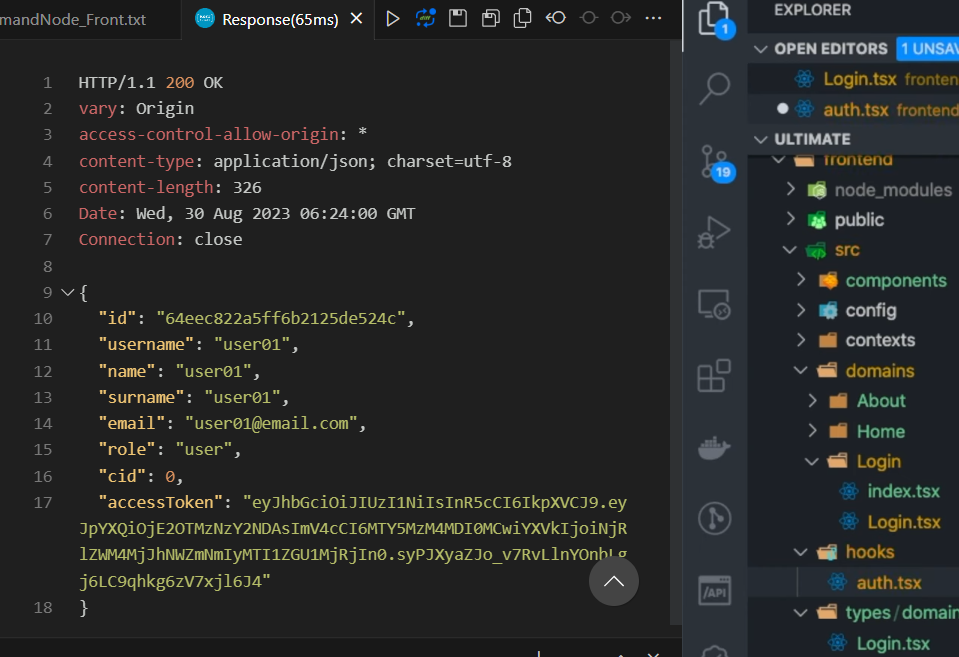 mandNode_Front.txt
Response(65ms)
1 HTTP/1.1 200 OK
2 vary: Origin
3 access-control-allow-origin: *
4 content-type: application/json; charset=utf-8
5 content-length: 326
6 Date: Wed, 30 Aug 2023 06:24:00 GMT
7 Connection: close
8
9 {
10 "id": "64eec822a5ff6b2125de524c",
11 "username": "user01",
12 "name": "user01",
13 "surname": "user01",
14 "email": "user01@email.com",
15 "role": "user",
16 "cid": 0,
17 "accessToken": "eyJhbGciOiJIUzI1NiIsInR5cCI6IkpXVCJ9.ey
JpYXQiOjE2OTMzNzY2NDAsImV4cCI6MTY5MzM4MDI0MCwiYXVkIjoiNjR
lZWM4MjJhNWZmNmIyMTI1ZGU1MjRjIn0.syPJXyaZJo_v7RvLlnYOnhLg
j6LC9qhkg6zV7xjl6J4"
18 }
1
19
/API
EXPLORER
OPEN EDITORS 1 UNSAV
Login.tsx fronten
auth.tsx frontend
ULTIMATE
frontend
node_modules
public
src
components
config
contexts
domains
About
Home
Login
index.tsx
Login.tsx
hooks
auth.tsx
types/domain
Login.tsx